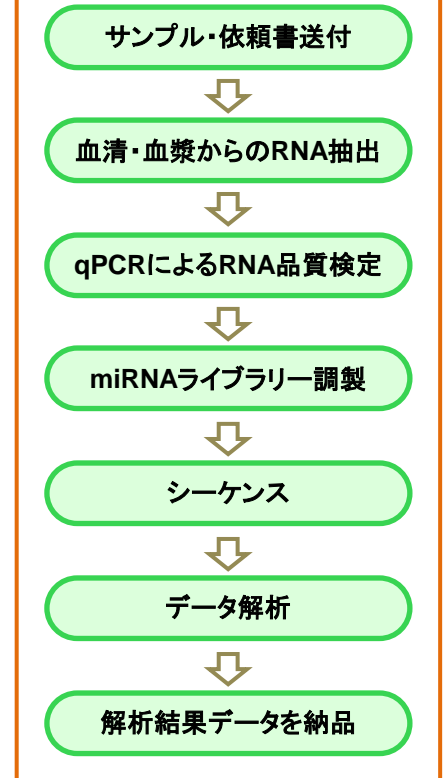 サンプル・依頼書送付
血清・血漿からのRNA抽出
qPCRによるRNA品質検定
miRNAライブラリー調製
シーケンス
データ解析
解析結果データを納品